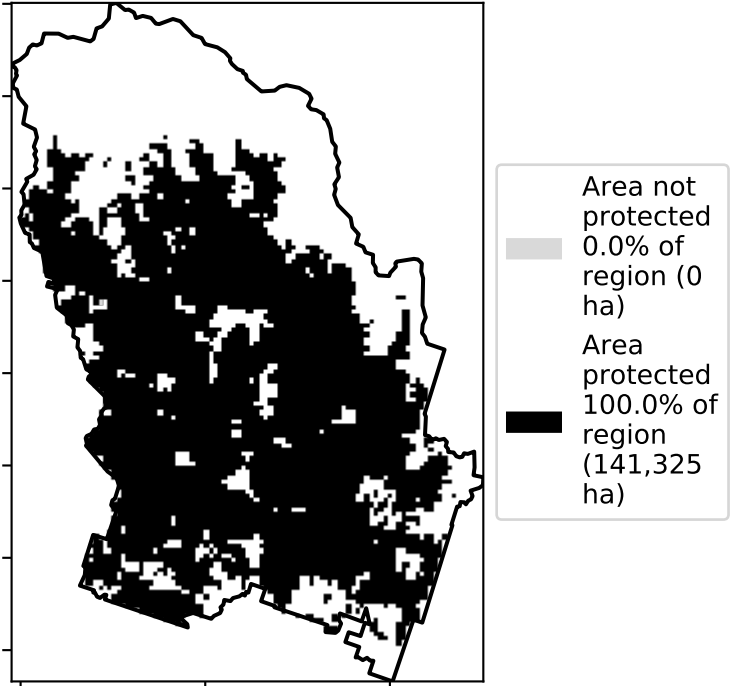 Area not
protected
0.0% of
region (0
ha)
Area
protected
100.0% of
region
(141,325
ha)